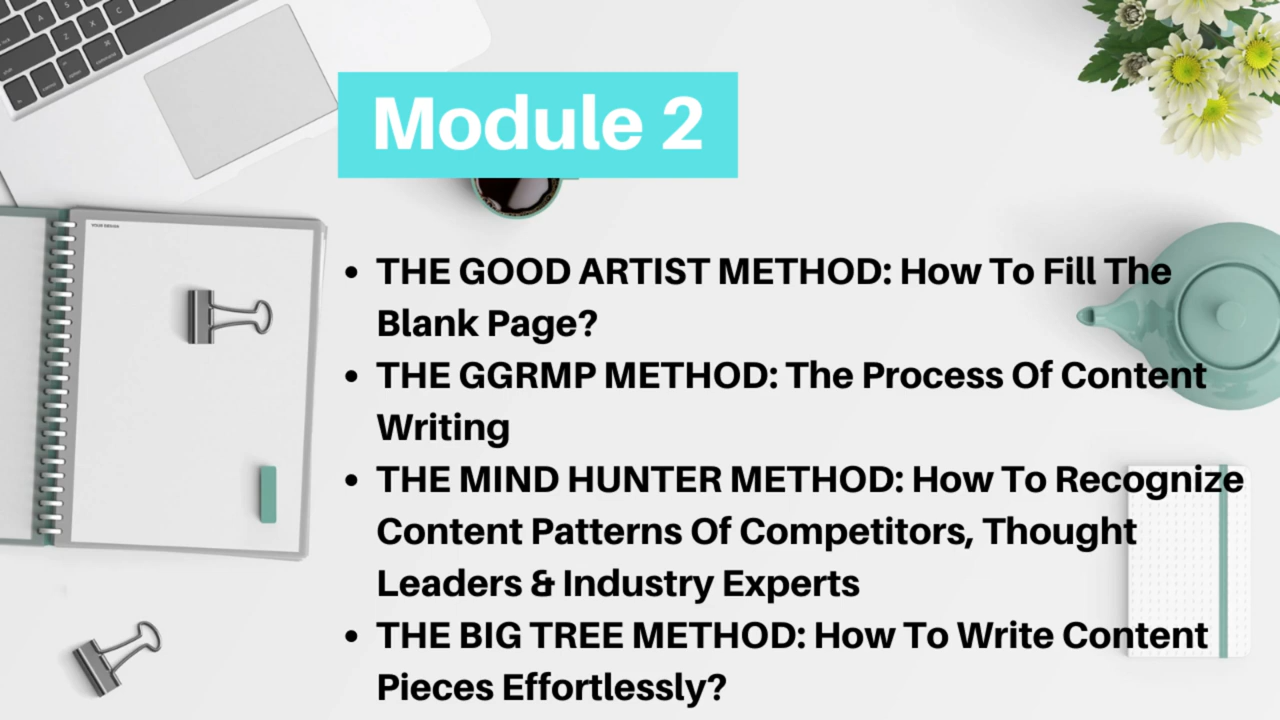 Module 2
• THE GOOD ARTIST METHOD: How To Fill The
Blank Page?
• THE GGRMP METHOD: The Process Of Content
Writing
• THE MIND HUNTER METHOD: How To Recognize
Content Patterns Of Competitors, Thought
Leaders & Industry Experts
• THE BIG TREE METHOD: How To Write Content
Pieces Effortlessly?